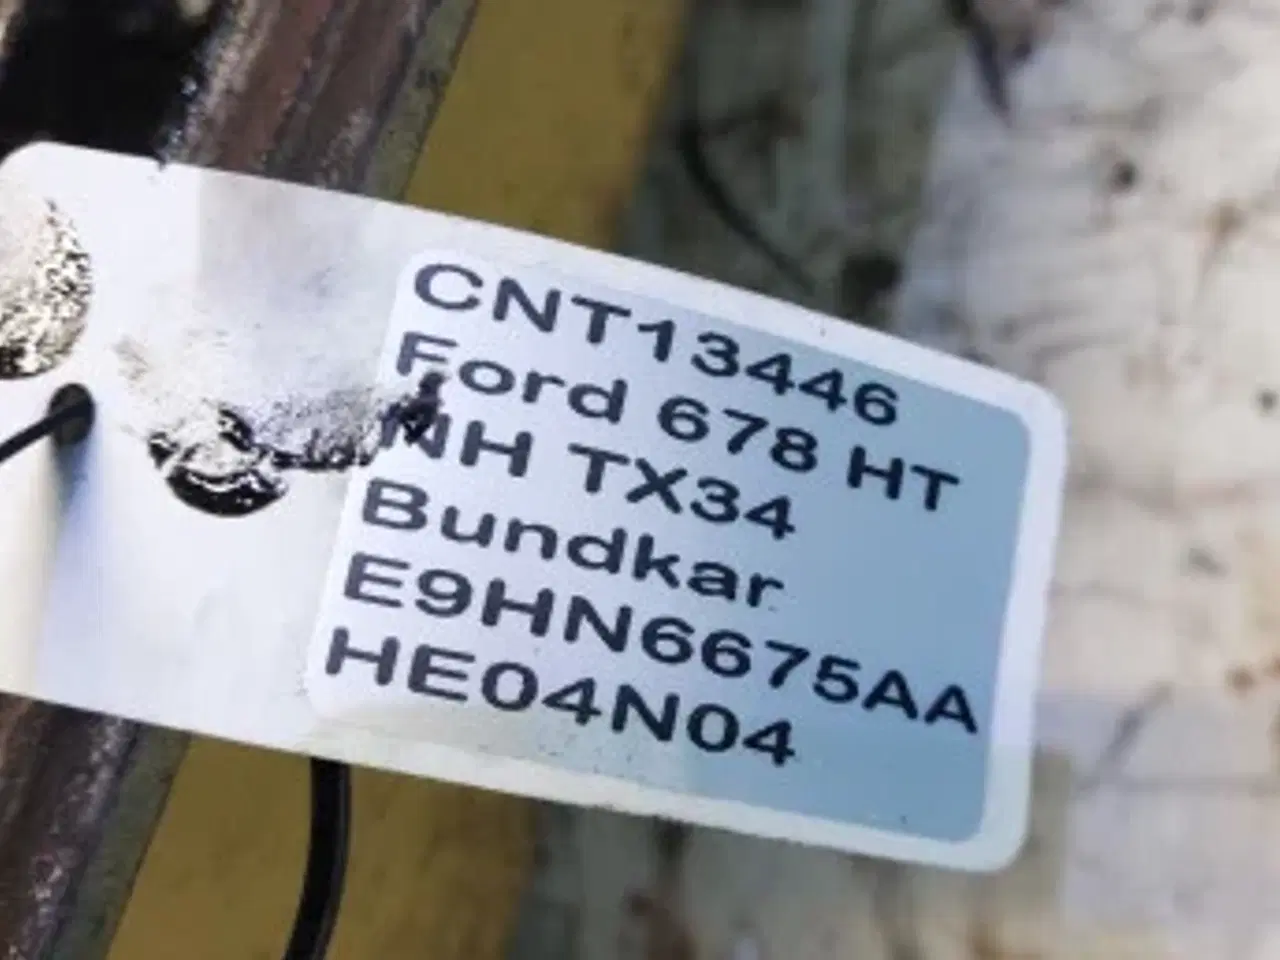 CNT13446
Ford 678 HT
NH TX34
Bundkar
E9HN6675AA
HE04N04